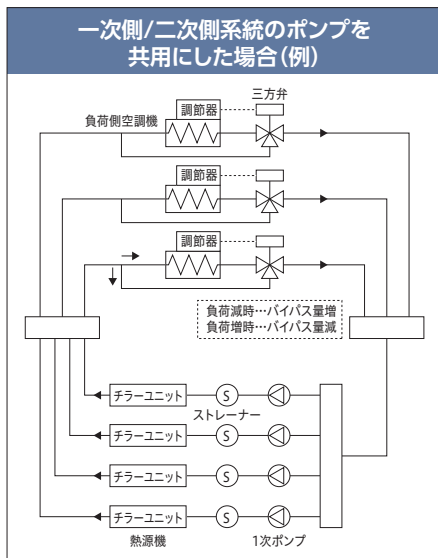 一次側/二次側系統のポンプを
共用にした場合(例)
三方弁
調節器
負荷側空調機
調節器
調節器
負荷減時…バイパス量増
負荷増時…バイパス量減
チラーユニット
S
ストレーナー
チラーユニット
S
チラーユニット
S
チラーユニット
S
熱源機
1次ポンプ